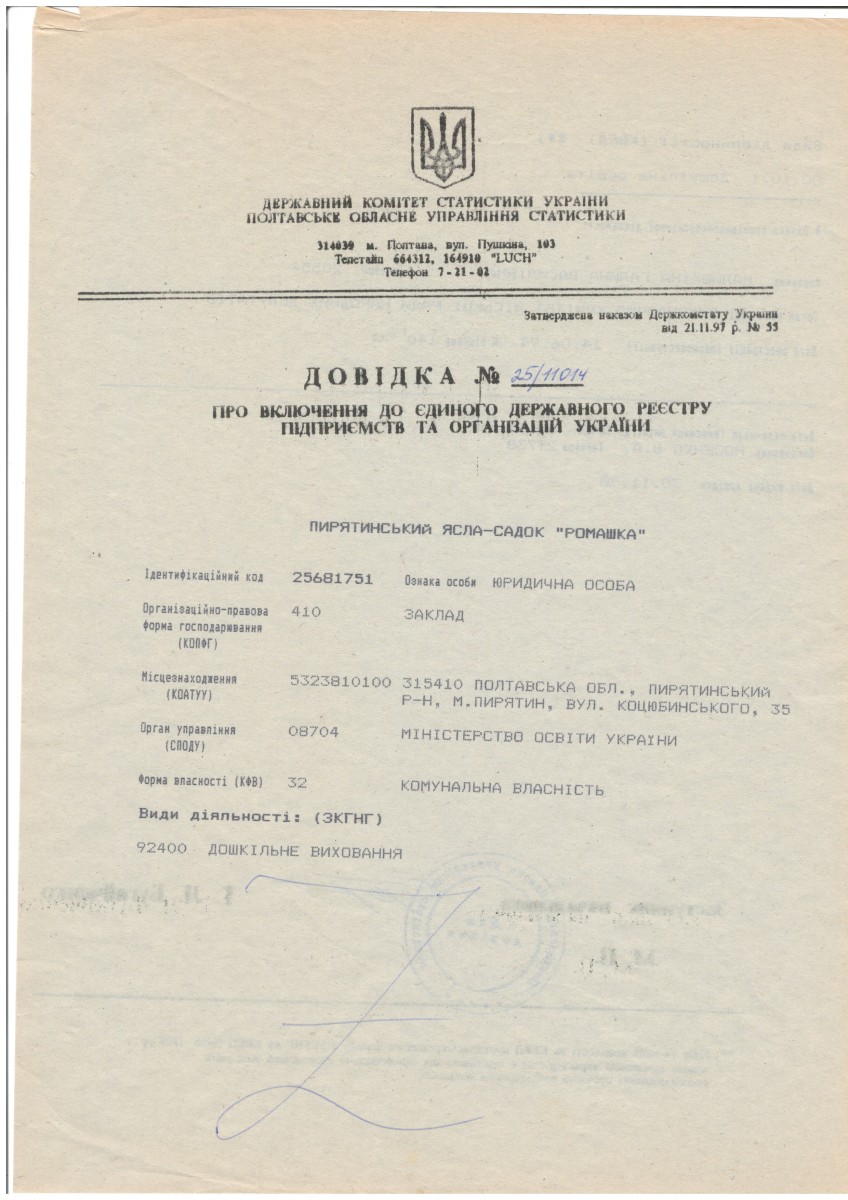 ДЕРЖАВНИЙ КОМІТЕТ СТАТИСТИКИ УКРАЇНИ
ПОЛТАВСЬКЕ ОБЛАСНЕ УПРАВЛІННЯ СТАТИСТИКИ
314039 м. Полтава, вул. Пушкіна, 103
Телетайп 664312, 164910 "LUCH"
Телефон 7-21-02
Затверджена наказом Держкомстату України
від 21.11.97 р. № 55
ДОВІДКА № 25/11014
ПРО ВКЛЮЧЕННЯ ДО ЄДИНОГО ДЕРЖАВНОГО РЕЄСТРУ
ПІДПРИЄМСТВ ТА ОРГАНІЗАЦІЙ УКРАЇНИ
ПИРЯТИНСЬКИЙ ЯСЛА-САДОК "РОМАШКА"
Ідентифікаційний код 25681751 Ознака особи ЮРИДИЧНА ОСОБА
Організаційно-правова 410 ЗАКЛАД
форма господарювання
(КОПФГ)
Місцезнаходження 5323810100 315410 ПОЛТАВСЬКА ОБЛ., ПИРЯТИНСЬКИЙ
(КОАТУУ) Р-Н, М.ПИРЯТИН, ВУЛ. КОЦЮБИНСЬКОГО, 35
Орган управління 08704 МІНІСТЕРСТВО ОСВІТИ УКРАЇНИ
(СПОДУ)
Форма власності (КФВ) 32 КОМУНАЛЬНА ВЛАСНІСТЬ
Види діяльності: (ЗКГНГ)
92400 ДОШКІЛЬНЕ ВИХОВАННЯ